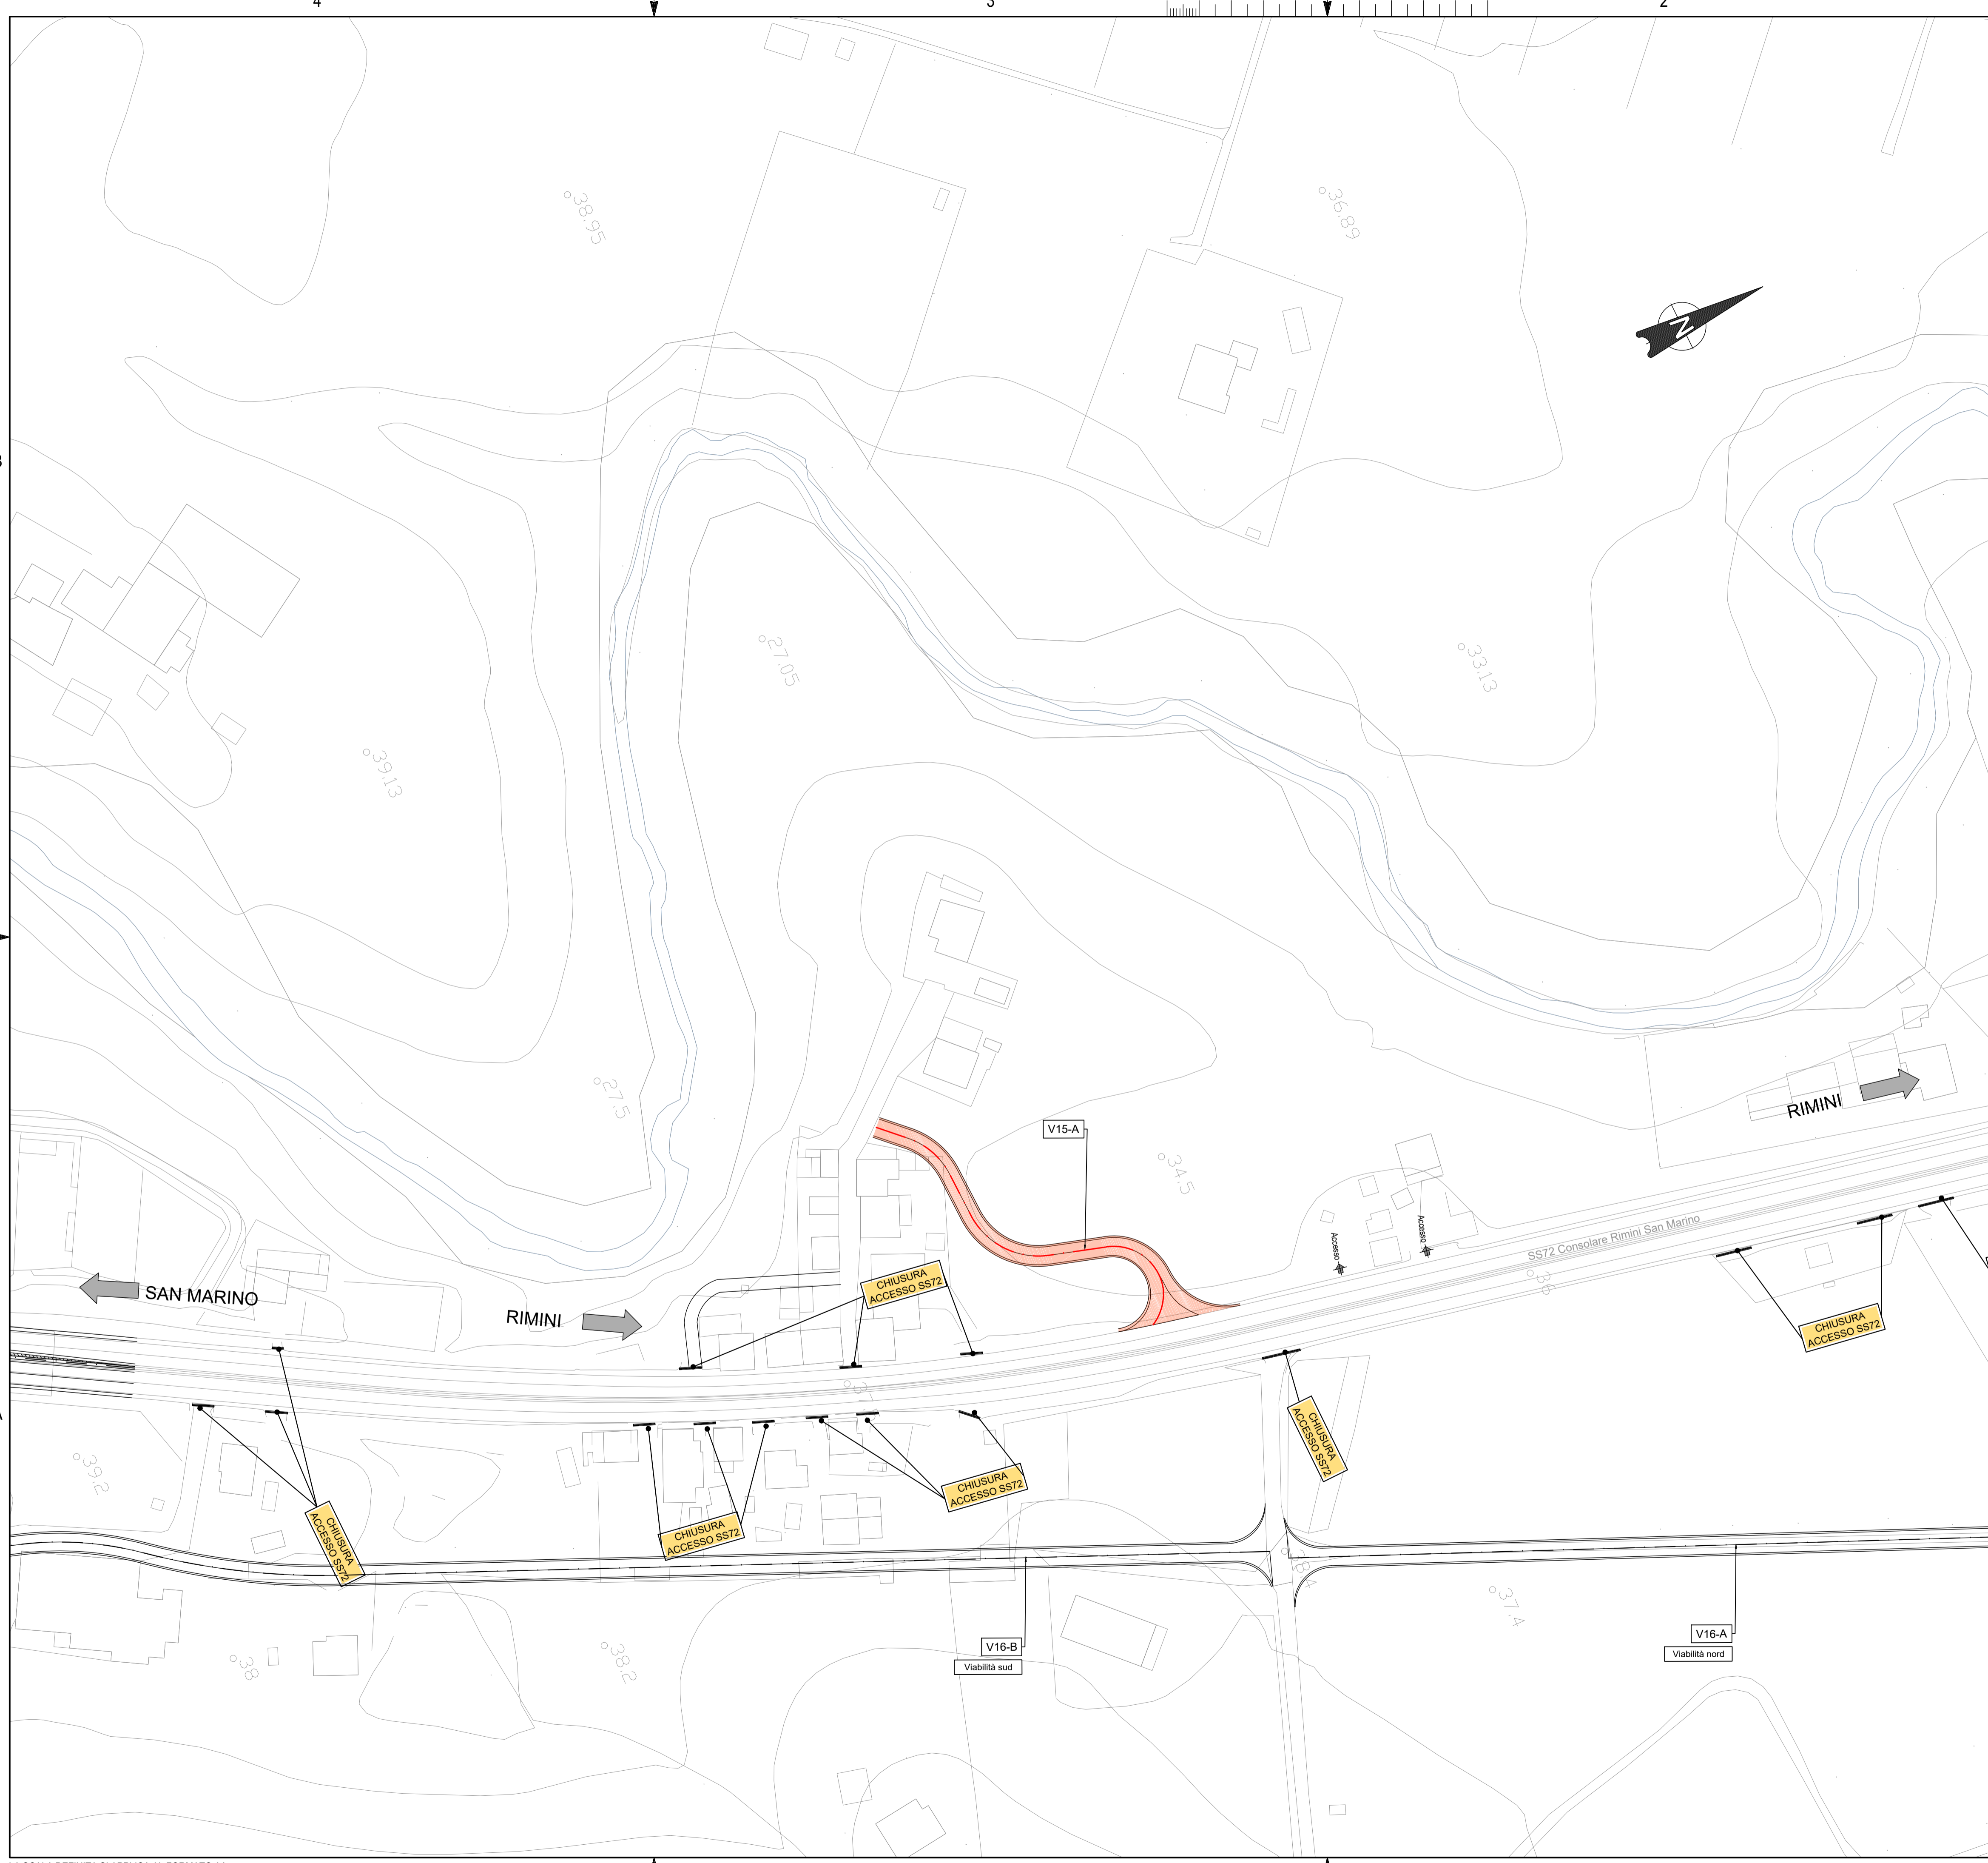 4
3
2
38.95
36.89
N
27.05
33.13
39.13
27.5
V15-A
34.5
RIMINI
Accesso
Accesso
SS72 Consolare Rimini San Marino
36
SAN MARINO
RIMINI
CHIUSURA
ACCESSO SS72
CHIUSURA
ACCESSO SS72
CHIUSURA
ACCESSO SS72
CHIUSURA
ACCESSO SS72
CHIUSURA
ACCESSO SS72
CHIUSURA
ACCESSO SS72
39.2
37.4
V16-B
Viabilità sud
V16-A
Viabilità nord
38
38.2